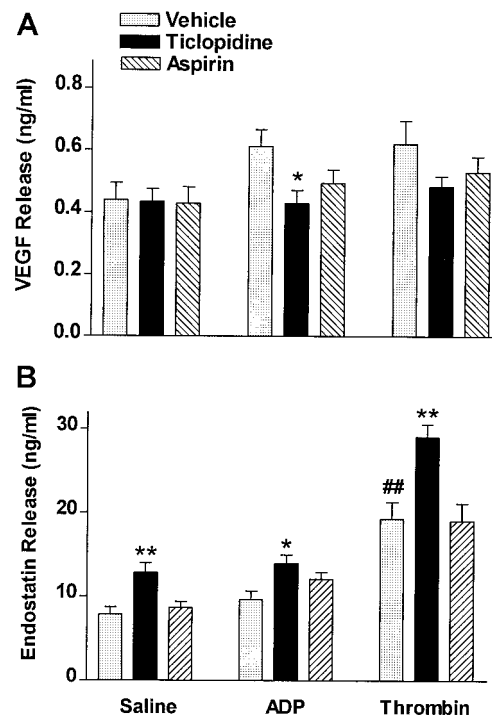 A
Vehicle
Ticlopidine
Aspirin
VEGF Release (ng/ml)
0.8
0.6
0.4
0.2
0.0
*
B
Endostatin Release (ng/ml)
30
20
10
0
**
*
##
**
Saline ADP Thrombin